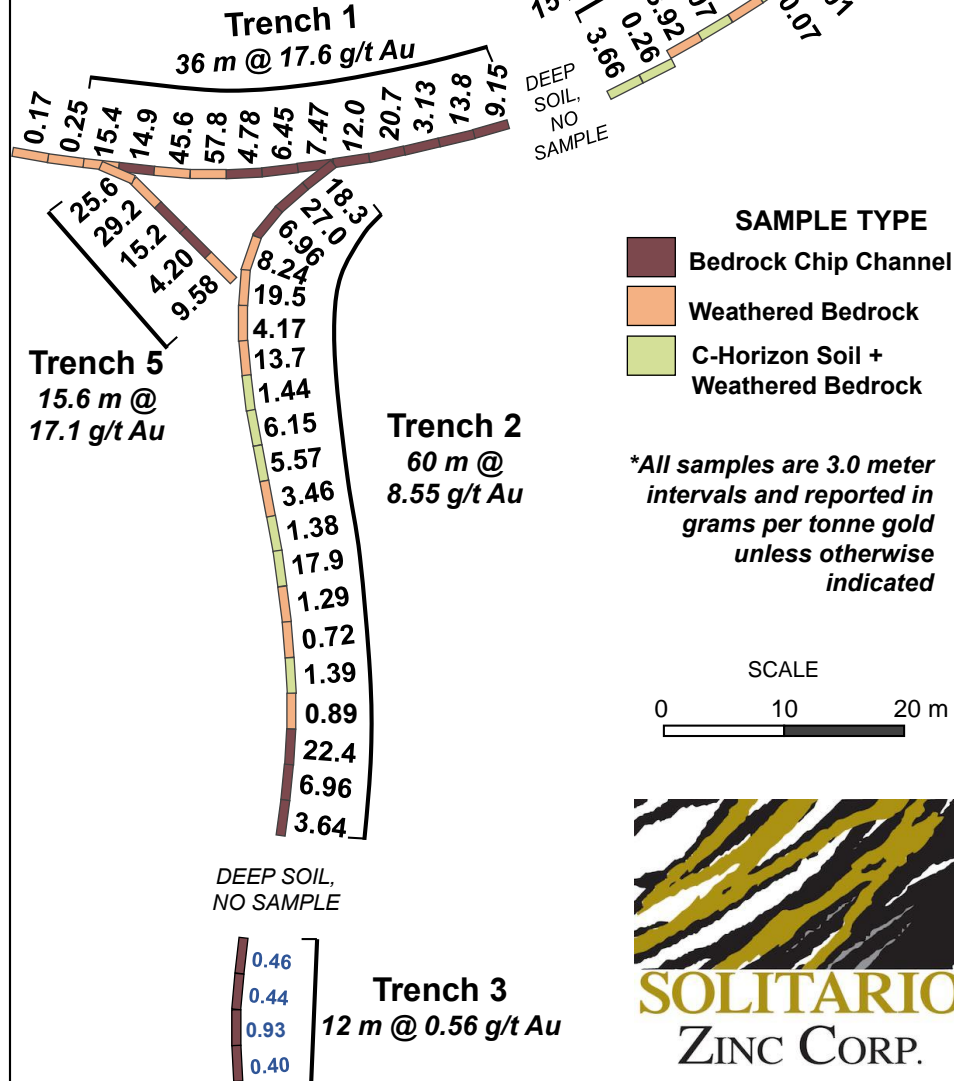 Trench 1
36 m @ 17.6 g/t Au
0.17
0.25
15.4
14.9
45.6
57.8
4.78
6.45
7.47
12.0
20.7
3.13
13.8
9.15
3.66
0.26
0.07
DEEP
SOIL,
NO
SAMPLE
25.6
29.2
15.2
4.20
9.58
Trench 5
15.6 m @
17.1 g/t Au
18.3
27.0
6.96
8.24
19.5
4.17
13.7
1.44
6.15
5.57
3.46
1.38
17.9
1.29
0.72
1.39
0.89
22.4
6.96
3.64
Trench 2
60 m @
8.55 g/t Au
SAMPLE TYPE
Bedrock Chip Channel
Weathered Bedrock
C-Horizon Soil +
Weathered Bedrock
*All samples are 3.0 meter
intervals and reported in
grams per tonne gold
unless otherwise
indicated
SCALE
0 10 20 m
DEEP SOIL,
NO SAMPLE
0.46
0.44
0.93
0.40
Trench 3
12 m @ 0.56 g/t Au
SOLITARIO
ZINC CORP.